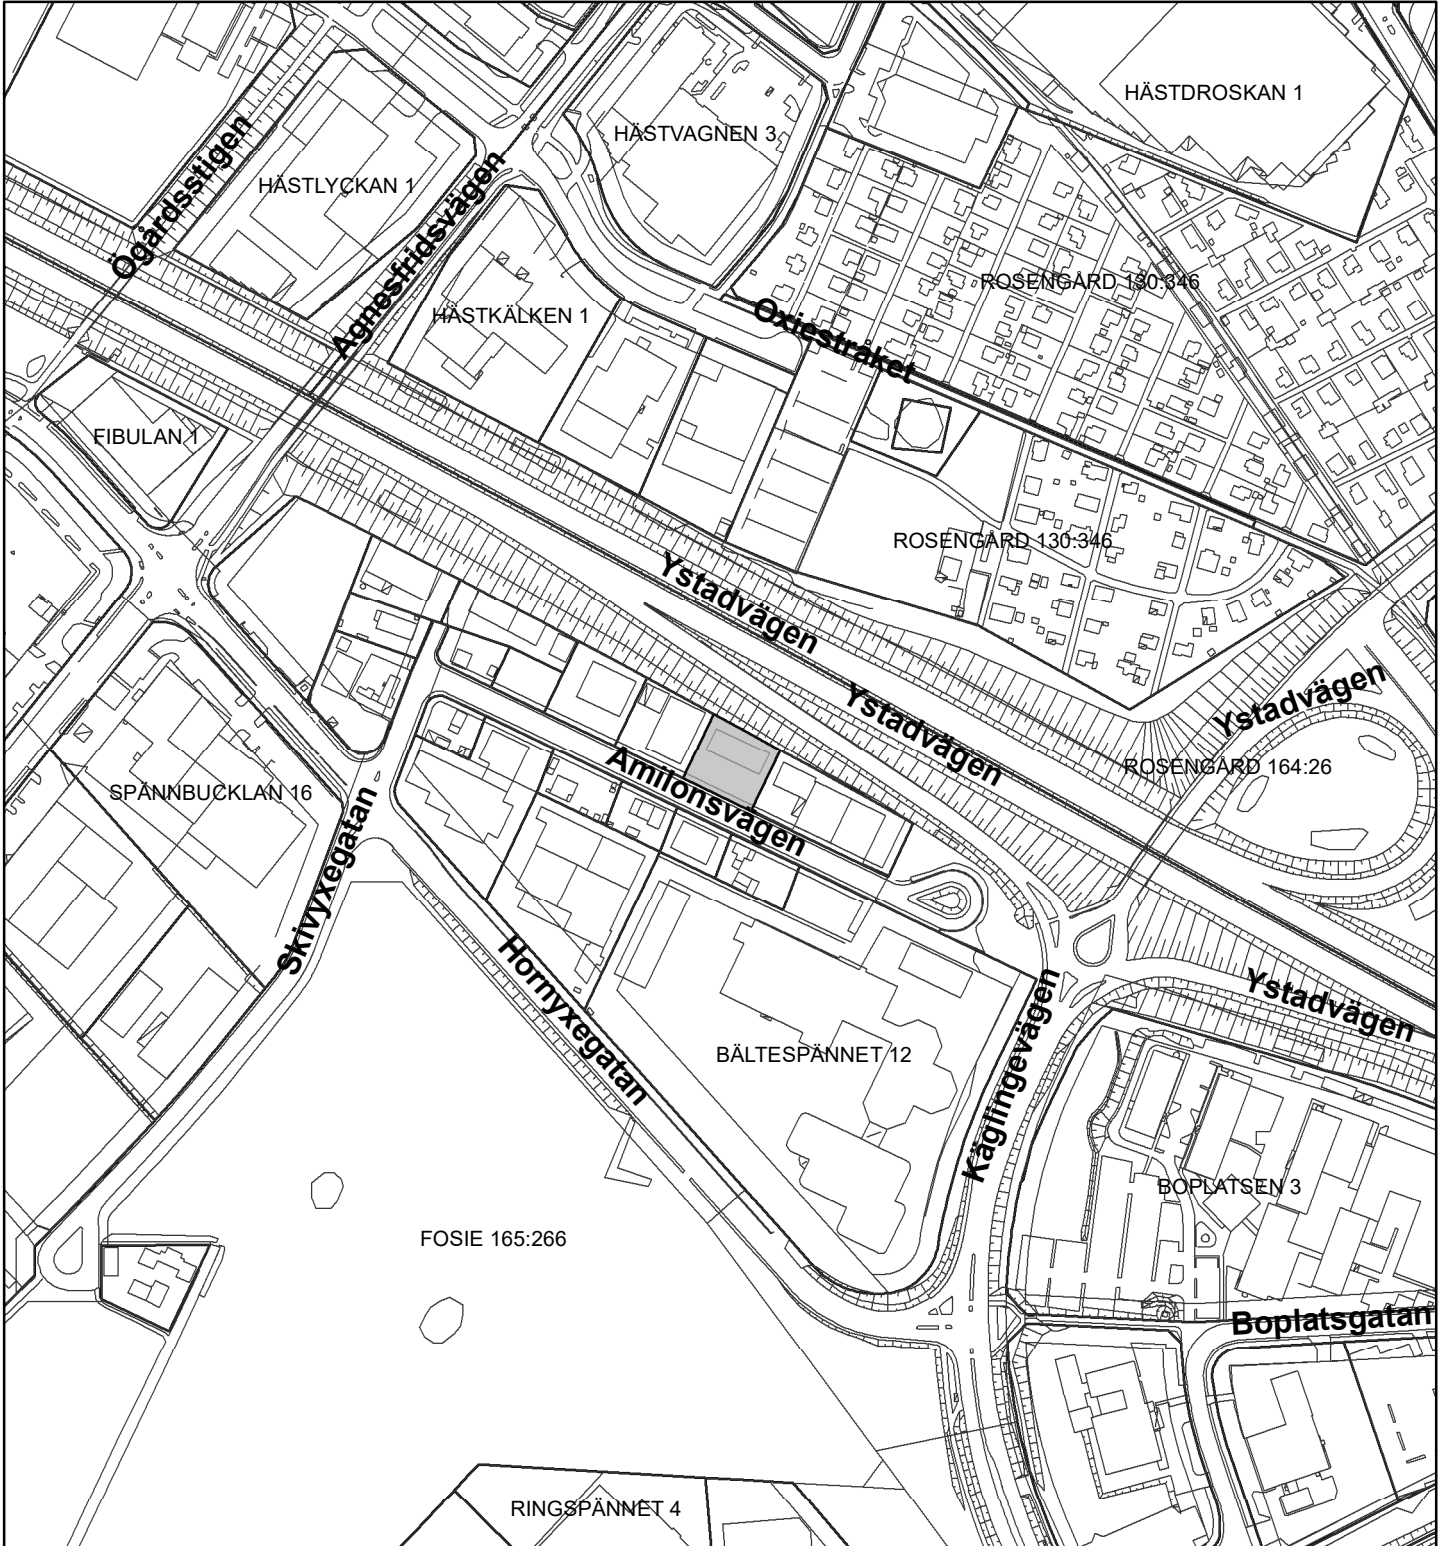 HÄSTDROSKAN 1
HÄSTVAGNEN 3
Ögårdsstigen
HÄSTLYCKAN 1
Agnesfridsvägen
ROSENGÅRD 130:346
HÄSTKÄLKEN 1
Oxiestråket
FIBULAN 1
ROSENGÅRD 130:346
Ystadvägen
Ystadvägen
Ystadvägen
ROSENGÅRD 164:26
SPÄNNBUCKLAN 16
Amilonsvägen
Skivyxegatan
Hornyxegatan
Ystadvägen
BÄLTESPÄNNET 12
Käglingevägen
BOPLATSEN 3
FOSIE 165:266
Boplatsgatan
RINGSPÄNNET 4